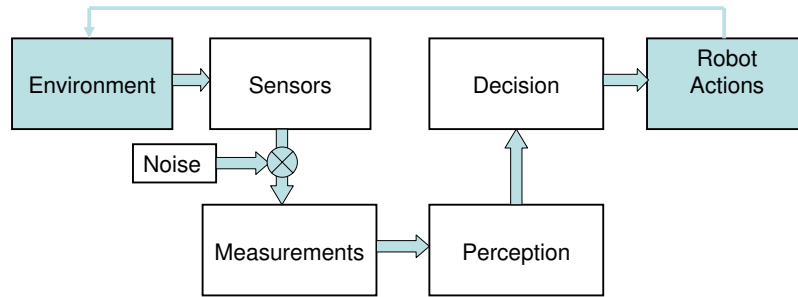 Environment
Sensors
Decision
Robot
Actions
Noise
Measurements
Perception